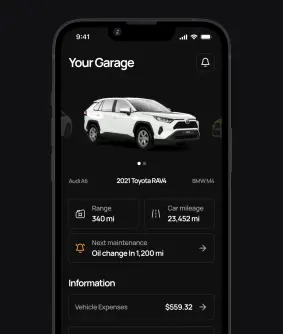 9:41
Your Garage
Audi A6
2021 Toyota RAV4
BMW M4
Range
340 mi
Car mileage
23,452 mi
Next maintenance
Oil change In 1,200 mi
Information
Vehicle Expenses
$559.32